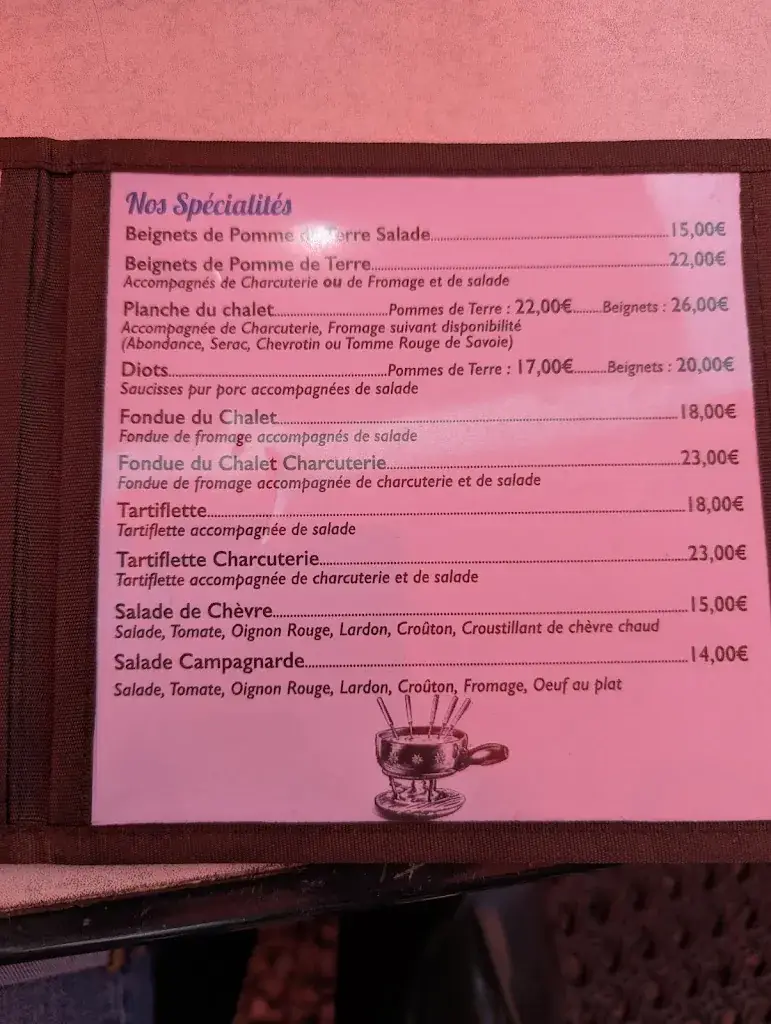 Nos Spécialités
Beignets de Pomme de Terre Salade 15,00€
Beignets de Pomme de Terre 22,00€
Accompagnés de Charcuterie ou de Fromage et de salade
Planche du chalet Pommes de Terre : 22,00€ Beignets : 26,00€
Accompagnée de Charcuterie, Fromage suivant disponibilité
(Abondance, Serac, Chevrotin ou Tomme Rouge de Savoie)
Diots Pommes de Terre : 17,00€ Beignets : 20,00€
Saucisses pur porc accompagnées de salade
Fondue du Chalet 18,00€
Fondue de fromage accompagnés de salade
Fondue du Chalet Charcuterie 23,00€
Fondue de fromage accompagnée de charcuterie et de salade
Tartiflette 18,00€
Tartiflette accompagnée de salade
Tartiflette Charcuterie 23,00€
Tartiflette accompagnée de charcuterie et de salade
Salade de Chèvre 15,00€
Salade, Tomate, Oignon Rouge, Lardon, Croûton, Croustillant de chèvre chaud
Salade Campagnarde 14,00€
Salade, Tomate, Oignon Rouge, Lardon, Croûton, Fromage, Oeuf au plat